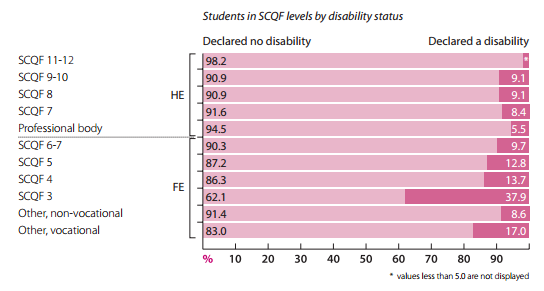 Students in SCQF levels by disability status
Declared no disability Declared a disability
SCQF 11-12 98.2 *
SCQF 9-10 90.9 9.1
SCQF 8 90.9 9.1
HE
SCQF 7 91.6 8.4
Professional body 94.5 5.5
SCQF 6-7 90.3 9.7
SCQF 5 87.2 12.8
SCQF 4 86.3 13.7
FE
SCQF 3 62.1 37.9
Other, non-vocational 91.4 8.6
Other, vocational 83.0 17.0
% 10 20 30 40 50 60 70 80 90
* values less than 5.0 are not displayed